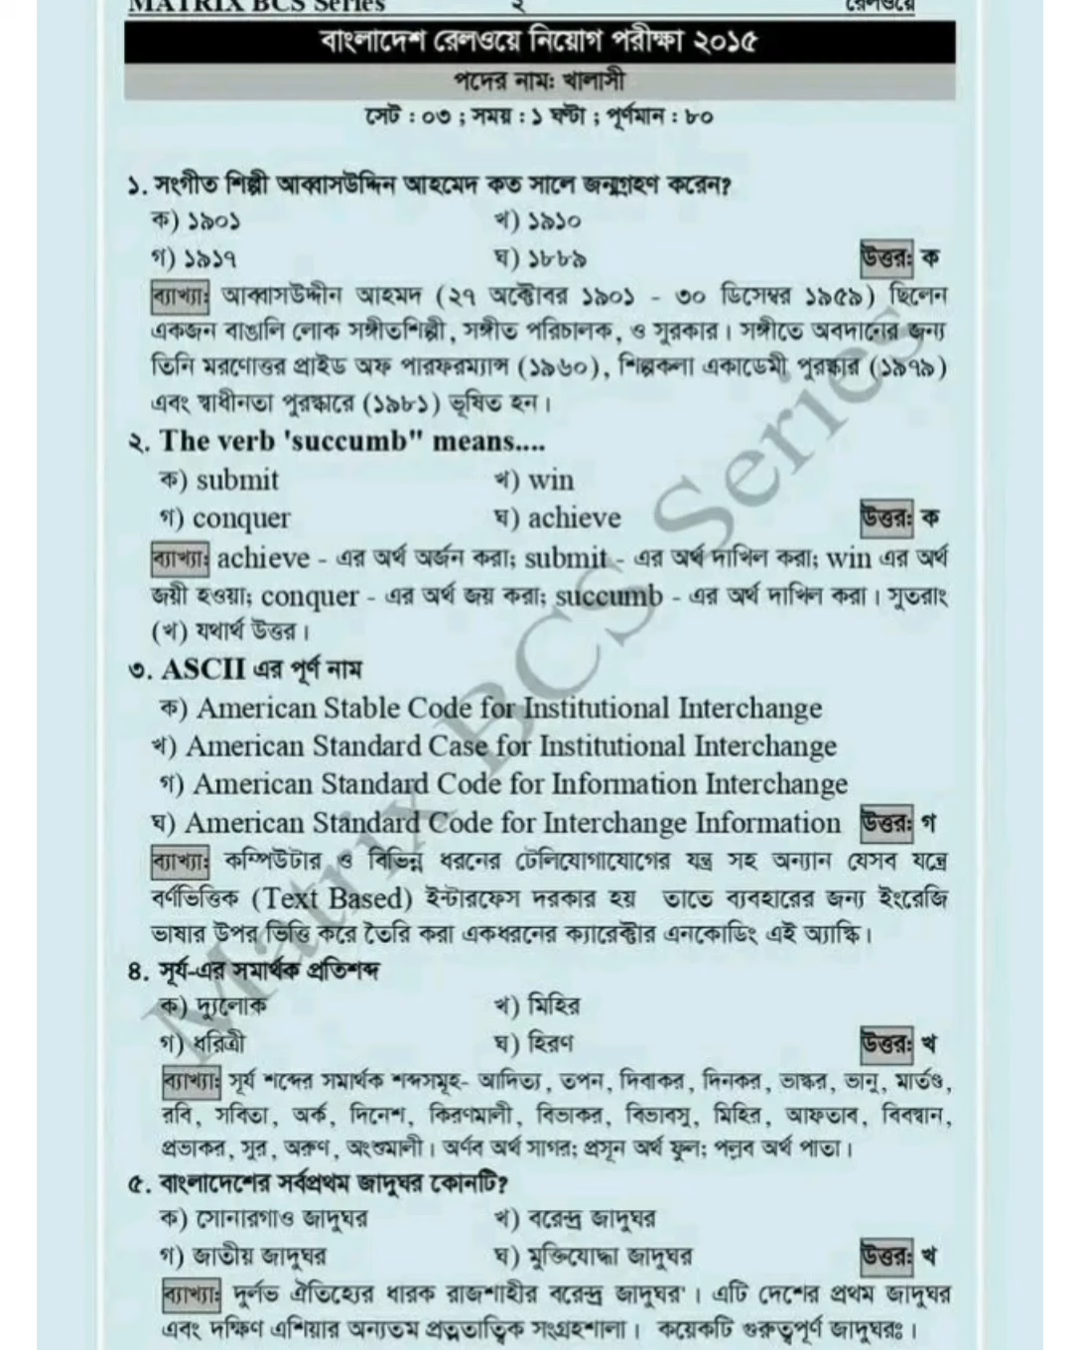 MATRIX BCS Series ২ রেলওয়ে
বাংলাদেশ রেলওয়ে নিয়োগ পরীক্ষা ২০১৫
পদের নাম: খালাসী
সেট : ০৩ ; সময় : ১ ঘণ্টা ; পূর্ণমান : ৮০
১. সংগীত শিল্পী আব্বাসউদ্দিন আহমেদ কত সালে জন্মগ্রহণ করেন?
ক) ১৯০১ খ) ১৯১০
গ) ১৯১৭ ঘ) ১৮৮৯ উত্তর: ক
ব্যাখ্যা: আব্বাসউদ্দীন আহমদ (২৭ অক্টোবর ১৯০১ - ৩০ ডিসেম্বর ১৯৫৯) ছিলেন
একজন বাঙালি লোক সঙ্গীতশিল্পী, সঙ্গীত পরিচালক, ও সুরকার। সঙ্গীতে অবদানের জন্য
তিনি মরণোত্তর প্রাইড অফ পারফরম্যান্স (১৯৬০), শিল্পকলা একাডেমী পুরস্কার (১৯৭৯)
এবং স্বাধীনতা পুরস্কারে (১৯৮১) ভূষিত হন।
২. The verb 'succumb" means....
ক) submit খ) win
গ) conquer ঘ) achieve উত্তর: ক
ব্যাখ্যা: achieve - এর অর্থ অর্জন করা; submit - এর অর্থ দাখিল করা; win এর অর্থ
জয়ী হওয়া; conquer - এর অর্থ জয় করা; succumb - এর অর্থ দাখিল করা। সুতরাং
(খ) যথার্থ উত্তর।
৩. ASCII এর পূর্ণ নাম
ক) American Stable Code for Institutional Interchange
খ) American Standard Case for Institutional Interchange
গ) American Standard Code for Information Interchange
ঘ) American Standard Code for Interchange Information উত্তর: গ
ব্যাখ্যা: কম্পিউটার ও বিভিন্ন ধরনের টেলিযোগাযোগের যন্ত্র সহ অন্যান যেসব যন্ত্রে
বর্ণভিত্তিক (Text Based) ইন্টারফেস দরকার হয় তাতে ব্যবহারের জন্য ইংরেজি
ভাষার উপর ভিত্তি করে তৈরি করা একধরনের ক্যারেক্টার এনকোডিং এই অ্যাস্কি।
৪. সূর্য-এর সমার্থক প্রতিশব্দ
ক) দ্যুলোক খ) মিহির
গ) ধরিত্রী ঘ) হিরণ উত্তর: খ
ব্যাখ্যা: সূর্য শব্দের সমার্থক শব্দসমূহ- আদিত্য, তপন, দিবাকর, দিনকর, ভাস্কর, ভানু, মার্তণ্ড,
রবি, সবিতা, অর্ক, দিনেশ, কিরণমালী, বিভাকর, বিভাবসু, মিহির, আফতাব, বিবস্বান,
প্রভাকর, সুর, অরুণ, অংশুমালী। অর্ণব অর্থ সাগর; প্রসূন অর্থ ফুল; পল্লব অর্থ পাতা।
৫. বাংলাদেশের সর্বপ্রথম জাদুঘর কোনটি?
ক) সোনারগাও জাদুঘর খ) বরেন্দ্র জাদুঘর
গ) জাতীয় জাদুঘর ঘ) মুক্তিযোদ্ধা জাদুঘর উত্তর: খ
ব্যাখ্যা: দুর্লভ ঐতিহ্যের ধারক রাজশাহীর বরেন্দ্র জাদুঘর'। এটি দেশের প্রথম জাদুঘর
এবং দক্ষিণ এশিয়ার অন্যতম প্রত্নতাত্ত্বিক সংগ্রহশালা। কয়েকটি গুরুত্বপূর্ণ জাদুঘরঃ।
Matrix BCS Series